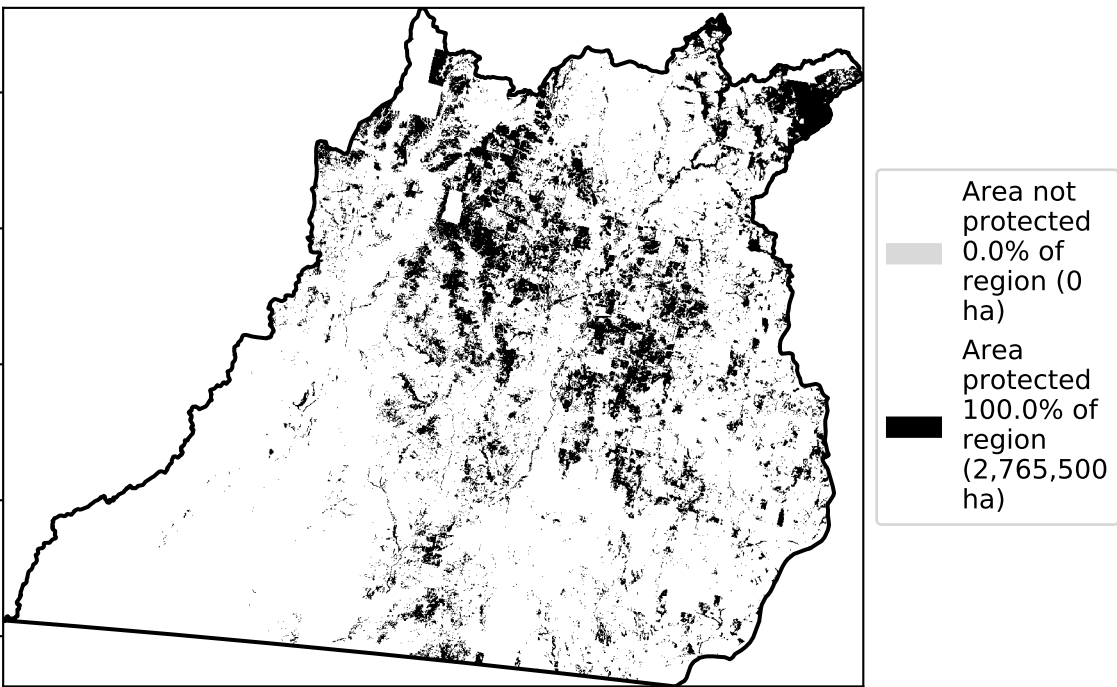 Area not
protected
0.0% of
region (0
ha)
Area
protected
100.0% of
region
(2,765,500
ha)